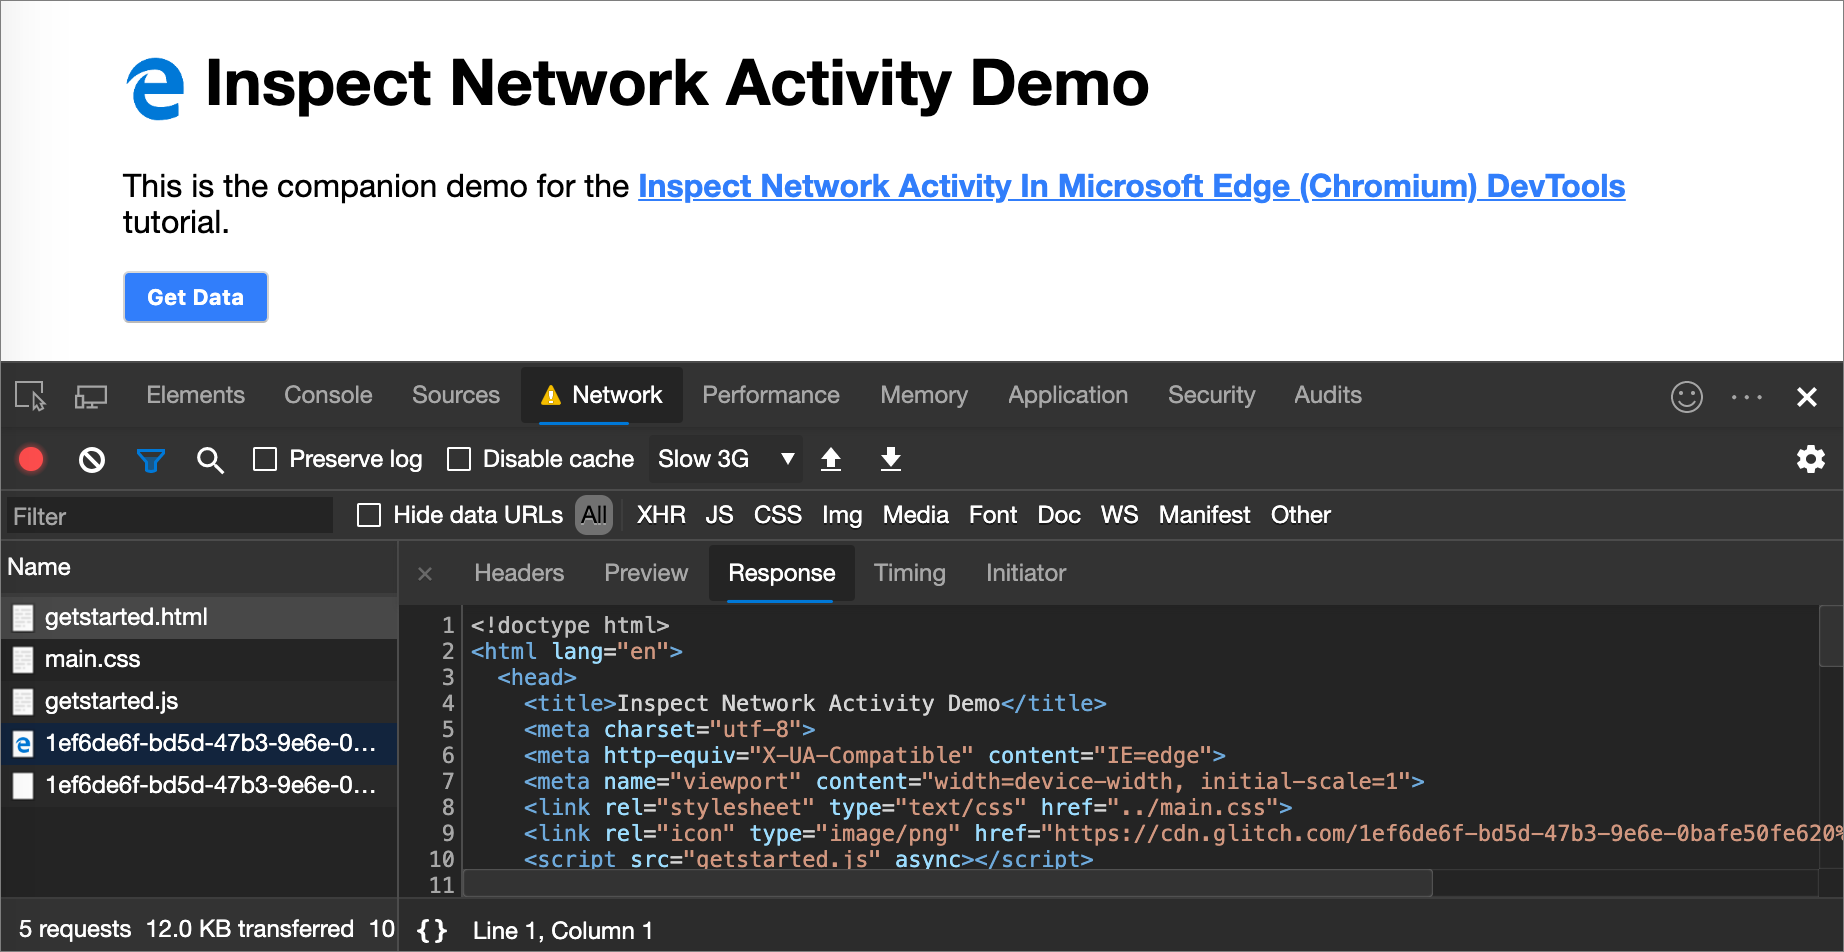 Inspect Network Activity Demo
This is the companion demo for the Inspect Network Activity In Microsoft Edge (Chromium) DevTools
tutorial.
Get Data
Elements Console Sources Network Performance Memory Application Security Audits
Preserve log Disable cache Slow 3G
Filter Hide data URLs All XHR JS CSS Img Media Font Doc WS Manifest Other
Name
getstarted.html
main.css
getstarted.js
1ef6de6f-bd5d-47b3-9e6e-0...
1ef6de6f-bd5d-47b3-9e6e-0...
5 requests 12.0 KB transferred 10
Headers Preview Response Timing Initiator
1 <!doctype html>
2 <html lang="en">
3 <head>
4 <title>Inspect Network Activity Demo</title>
5 <meta charset="utf-8">
6 <meta http-equiv="X-UA-Compatible" content="IE=edge">
7 <meta name="viewport" content="width=device-width, initial-scale=1">
8 <link rel="stylesheet" type="text/css" href="../main.css">
9 <link rel="icon" type="image/png" href="https://cdn.glitch.com/1ef6de6f-bd5d-47b3-9e6e-0bafe50fe620%
10 <script src="getstarted.js" async></script>
11
{} Line 1, Column 1